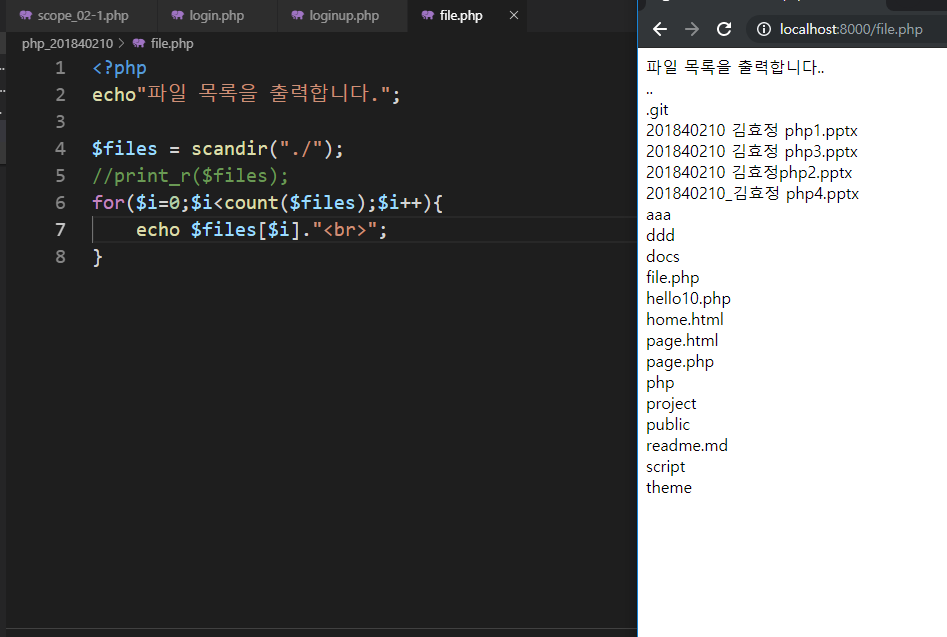 scope_02-1.php login.php loginup.php file.php
php_201840210 > file.php
1 <?php
2 echo"파일 목록을 출력합니다.";
3
4 $files = scandir("./");
5 //print_r($files);
6 for($i=0;$i<count($files);$i++){
7 echo $files[$i]."<br>";
8 }
localhost:8000/file.php
파일 목록을 출력합니다..
..
.git
201840210 김효정 php1.pptx
201840210 김효정 php3.pptx
201840210 김효정php2.pptx
201840210_김효정 php4.pptx
aaa
ddd
docs
file.php
hello10.php
home.html
page.html
page.php
php
project
public
readme.md
script
theme